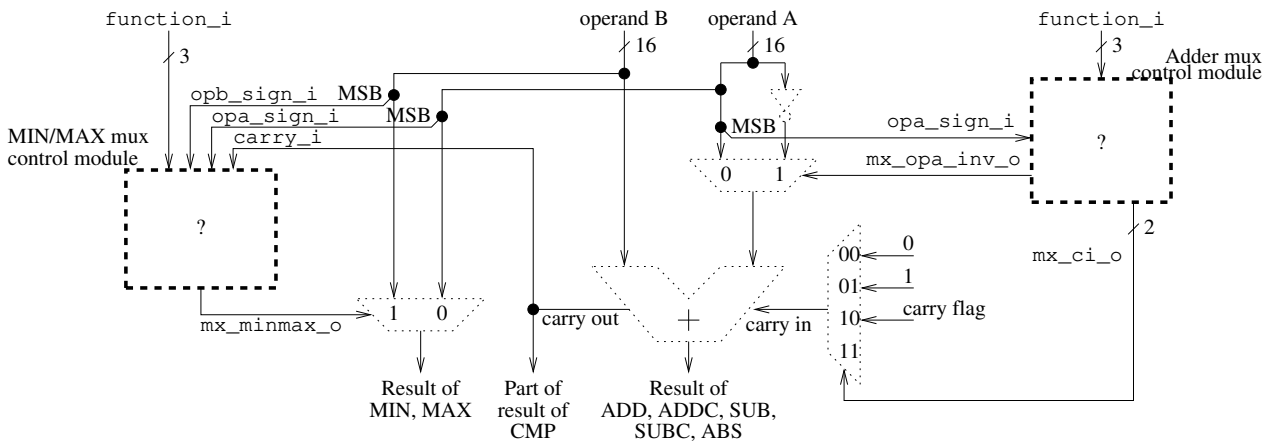 function_i
operand B
operand A
function_i
3
16
16
3
Adder mux
control module
MSB
opb_sign_i
opa_sign_i
MSB
carry_i
MSB
opa_sign_i
MIN/MAX mux
control module
?
0 1
mx_opa_inv_o
?
2
00
0
mx_ci_o
01
1
1 0
mx_minmax_o
carry out
+
carry in
10
carry flag
11
Result of
MIN, MAX
Part of
result of
CMP
Result of
ADD, ADDC, SUB,
SUBC, ABS